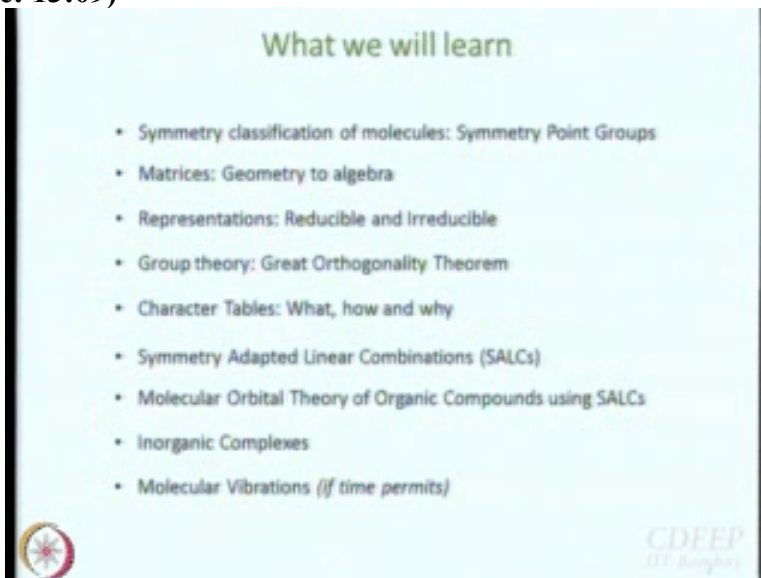 What we will learn
• Symmetry classification of molecules: Symmetry Point Groups
• Matrices: Geometry to algebra
• Representations: Reducible and Irreducible
• Group theory: Great Orthogonality Theorem
• Character Tables: What, how and why
• Symmetry Adapted Linear Combinations (SALCs)
• Molecular Orbital Theory of Organic Compounds using SALCs
• Inorganic Complexes
• Molecular Vibrations (if time permits)
CDEEP
IIT Bombay